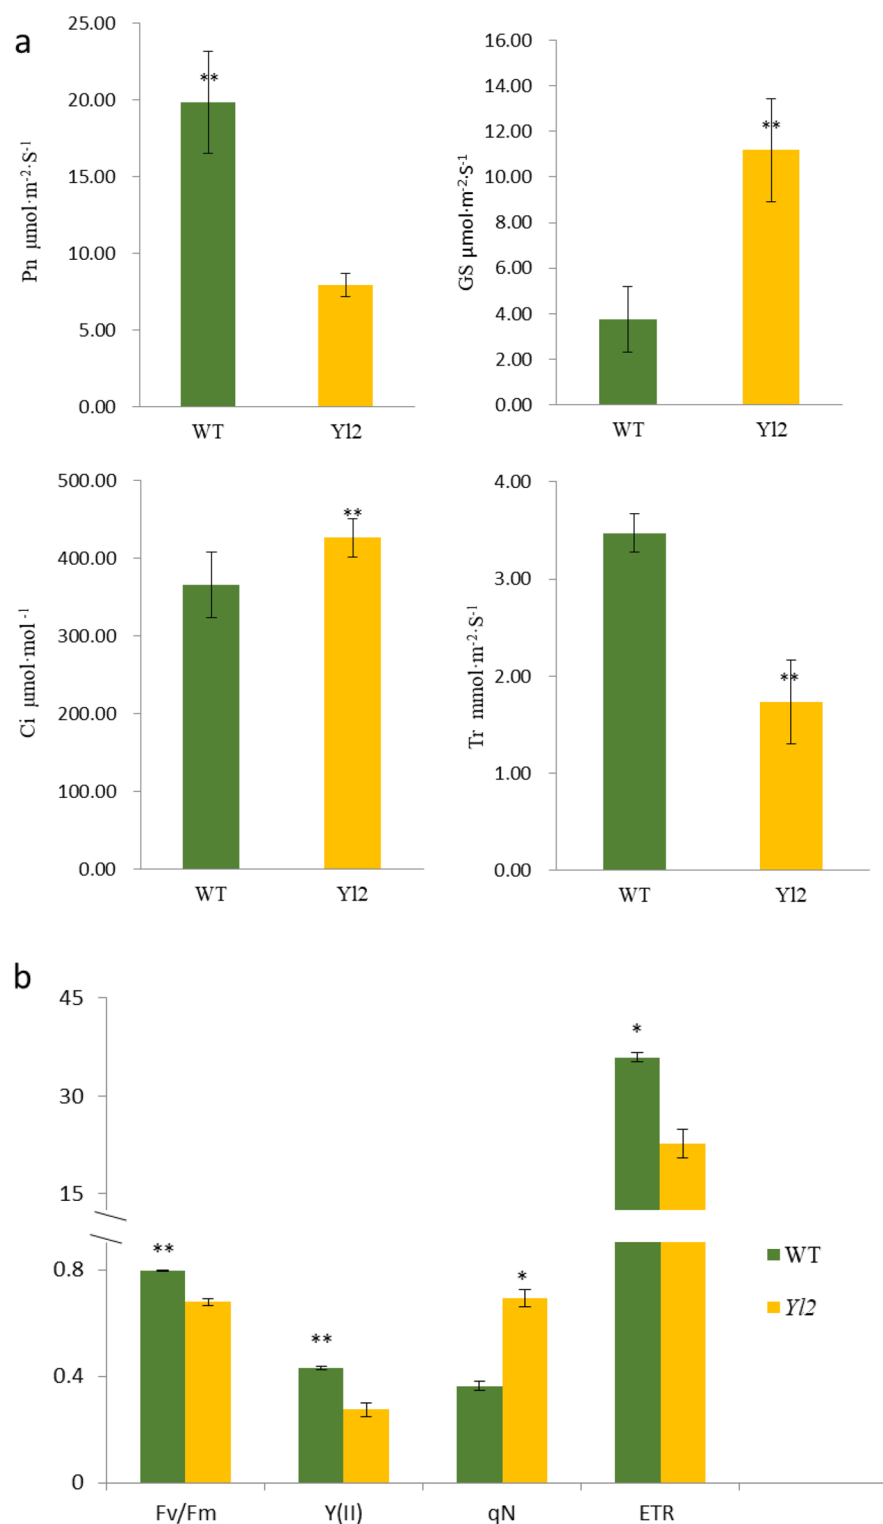 a
Pn μmol·m⁻²·S⁻¹
25.00
20.00
15.00
10.00
5.00
0.00
**
WT
Yl2
GS μmol·m⁻²·S⁻¹
16.00
14.00
12.00
10.00
8.00
6.00
4.00
2.00
0.00
**
WT
Yl2
Ci μmol·mol⁻¹
500.00
400.00
300.00
200.00
100.00
0.00
**
WT
Yl2
Tr mmol·m⁻²·S⁻¹
4.00
3.00
2.00
1.00
0.00
**
WT
Yl2
b
45
30
15
0.8
0.4
0
**
**
*
*
Fv/Fm
Y(II)
qN
ETR
WT
Yl2